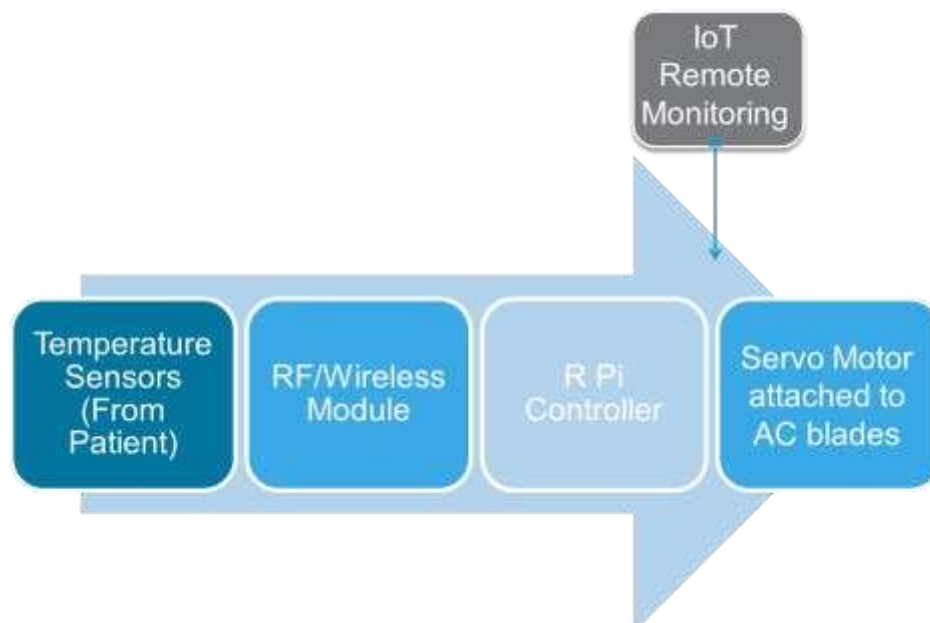 IoT
Remote
Monitoring
Temperature
Sensors
(From
Patient)
RF/Wireless
Module
R Pi
Controller
Servo Motor
attached to
AC blades